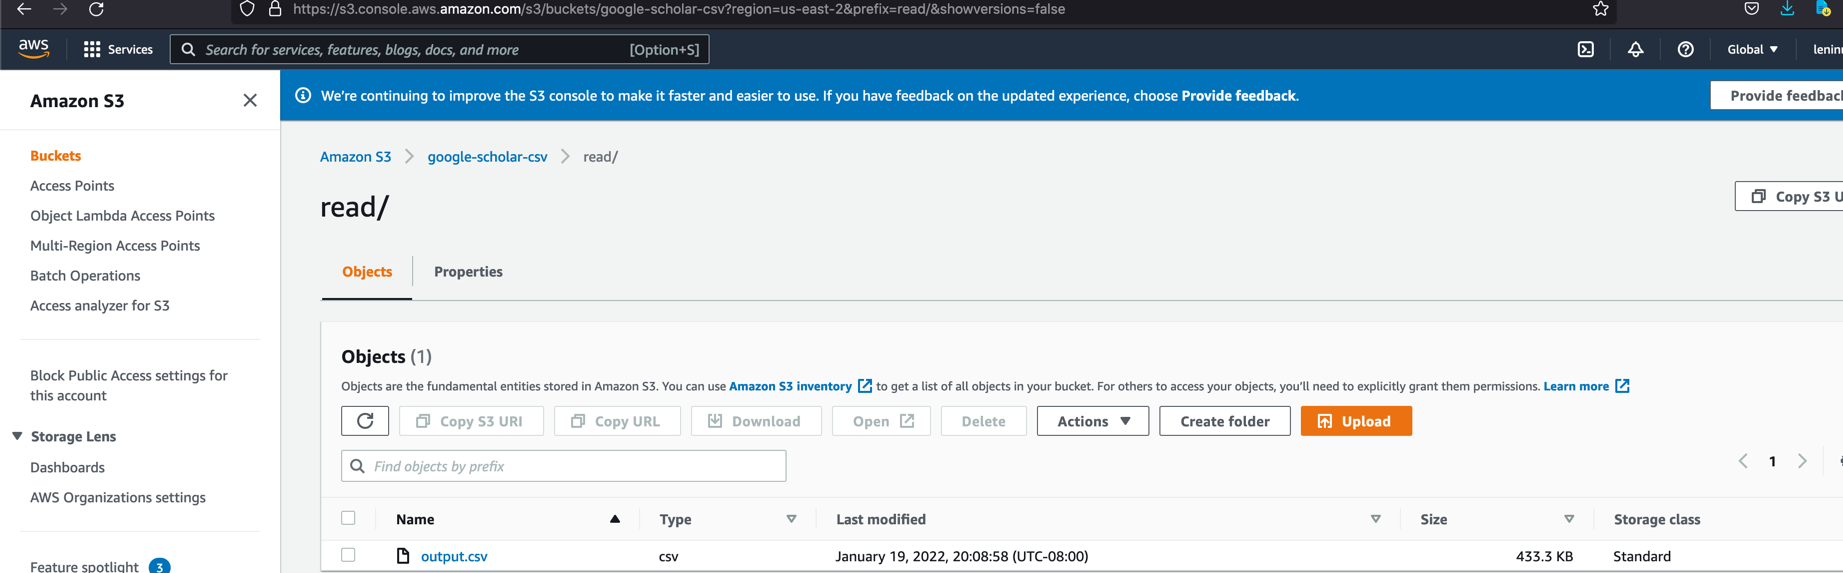 https://s3.console.aws.amazon.com/s3/buckets/google-scholar-csv?region=us-east-2&prefix=read/&showversions=false
aws Services Search for services, features, blogs, docs, and more [Option+S] Global lenin
Amazon S3
We're continuing to improve the S3 console to make it faster and easier to use. If you have feedback on the updated experience, choose Provide feedback. Provide feedbac
Buckets
Access Points
Object Lambda Access Points
Multi-Region Access Points
Batch Operations
Access analyzer for S3
Block Public Access settings for
this account
Storage Lens
Dashboards
AWS Organizations settings
Feature spotlight 3
Amazon S3 google-scholar-csv read/
read/
Copy S3 U
Objects Properties
Objects (1)
Objects are the fundamental entities stored in Amazon S3. You can use Amazon S3 inventory to get a list of all objects in your bucket. For others to access your objects, you'll need to explicitly grant them permissions. Learn more
Copy S3 URI Copy URL Download Open Delete Actions Create folder Upload
Find objects by prefix
1
Name Type Last modified Size Storage class
output.csv csv January 19, 2022, 20:08:58 (UTC-08:00) 433.3 KB Standard